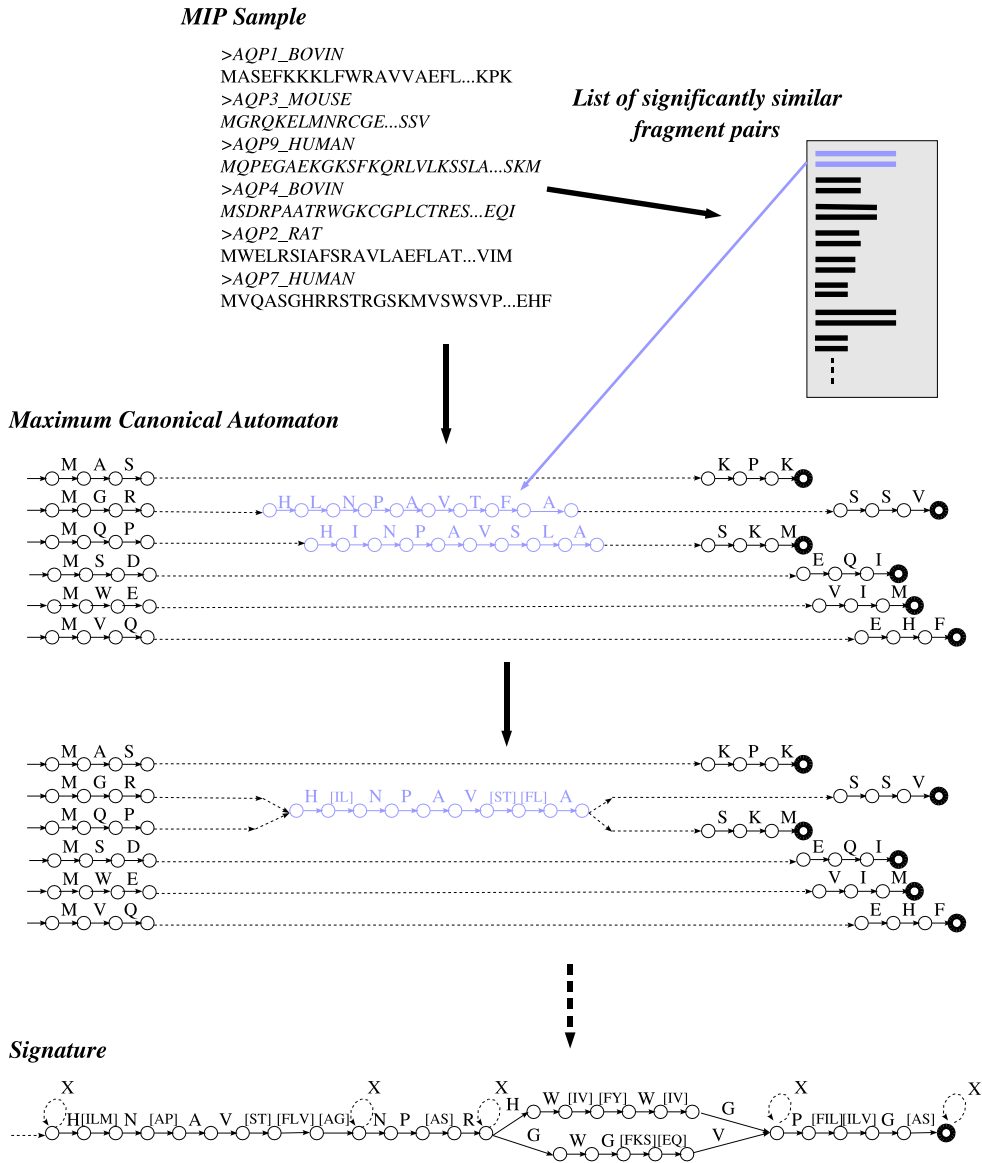 MIP Sample
>AQP1_BOVIN
MASEFKKKLFWRAVVAEFL...KPK
>AQP3_MOUSE
MGRQKELMNRCGE...SSV
>AQP9_HUMAN
MQPEGAEKGKSFKQRLVLKSSLA...SKM
>AQP4_BOVIN
MSDRPAATRWGKCGPLCTRES...EQI
>AQP2_RAT
MWELRSIAFSRAVLAEFLAT...VIM
>AQP7_HUMAN
MVQASGHRRSTRGSKMVSWSVP...EHF
List of significantly similar
fragment pairs
Maximum Canonical Automaton
M A S K P K
M G R H L N P A V T F A S S V
M Q P H I N P A V S L A S K M
M S D E Q I
M W E V I M
M V Q E H F
M A S K P K
M G R S S V
H [IL] N P A V [ST] [FL] A
M Q P S K M
M S D E Q I
M W E V I M
M V Q E H F
Signature
X X X X X
H W [IV] [FY] W [IV] G
H [ILM] N [AP] A V [ST] [FLV] [AG] N P [AS] R P [FIL] [ILV] G [AS]
G W G [FKS] [EQ] V